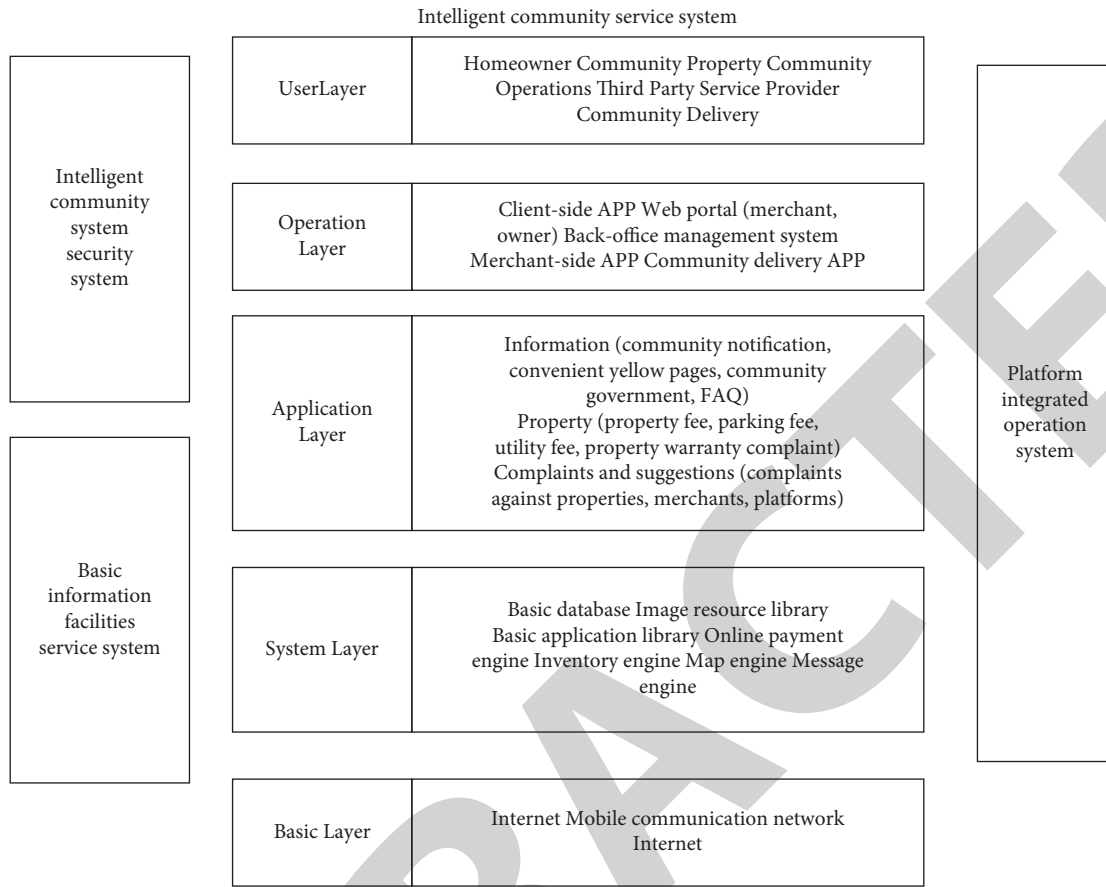 Intelligent community service system
Intelligent
community
system
security
system
Basic
information
facilities
service system
UserLayer
Homeowner Community Property Community
Operations Third Party Service Provider
Community Delivery
Operation
Layer
Client-side APP Web portal (merchant,
owner) Back-office management system
Merchant-side APP Community delivery APP
Application
Layer
Information (community notification,
convenient yellow pages, community
government, FAQ)
Property (property fee, parking fee,
utility fee, property warranty complaint)
Complaints and suggestions (complaints
against properties, merchants, platforms)
System Layer
Basic database Image resource library
Basic application library Online payment
engine Inventory engine Map engine Message
engine
Basic Layer
Internet Mobile communication network
Internet
Platform
integrated
operation
system
RACTE